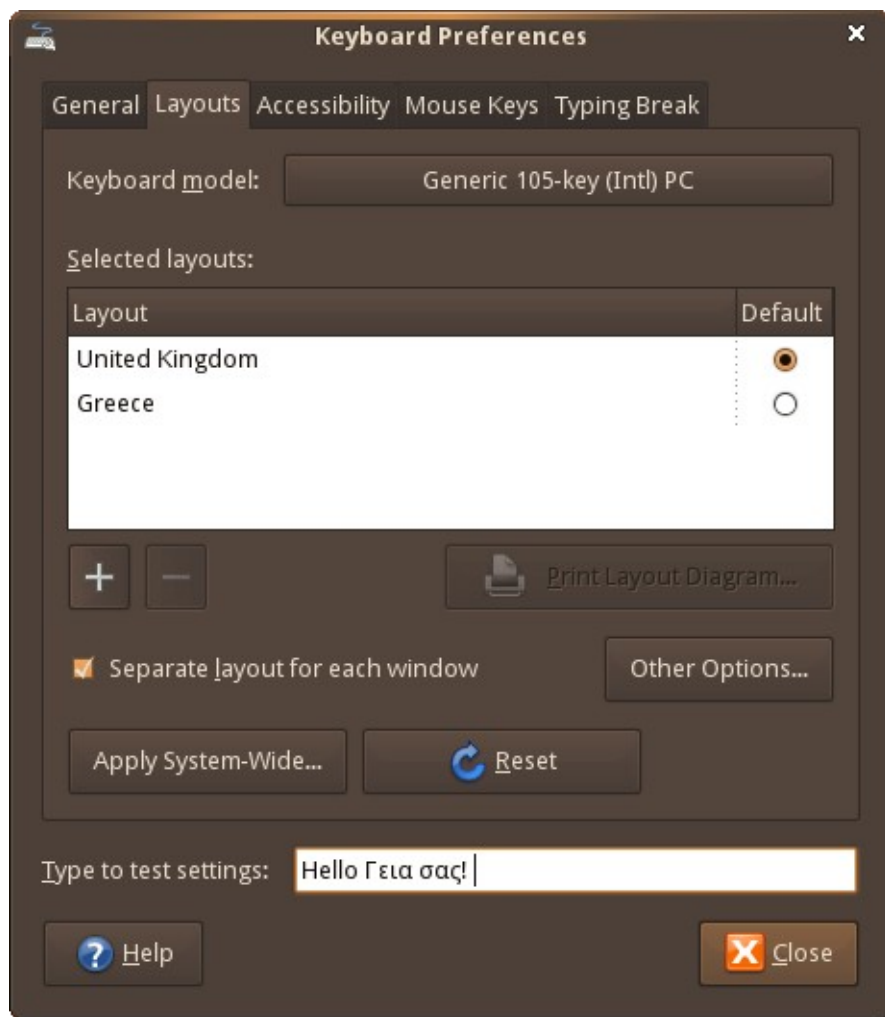 Keyboard Preferences
General Layouts Accessibility Mouse Keys Typing Break
Keyboard model: Generic 105-key (Intl) PC
Selected layouts:
Layout Default
United Kingdom
Greece
Print Layout Diagram...
Separate layout for each window Other Options...
Apply System-Wide... Reset
Type to test settings: Hello Γεια σας!
Help Close